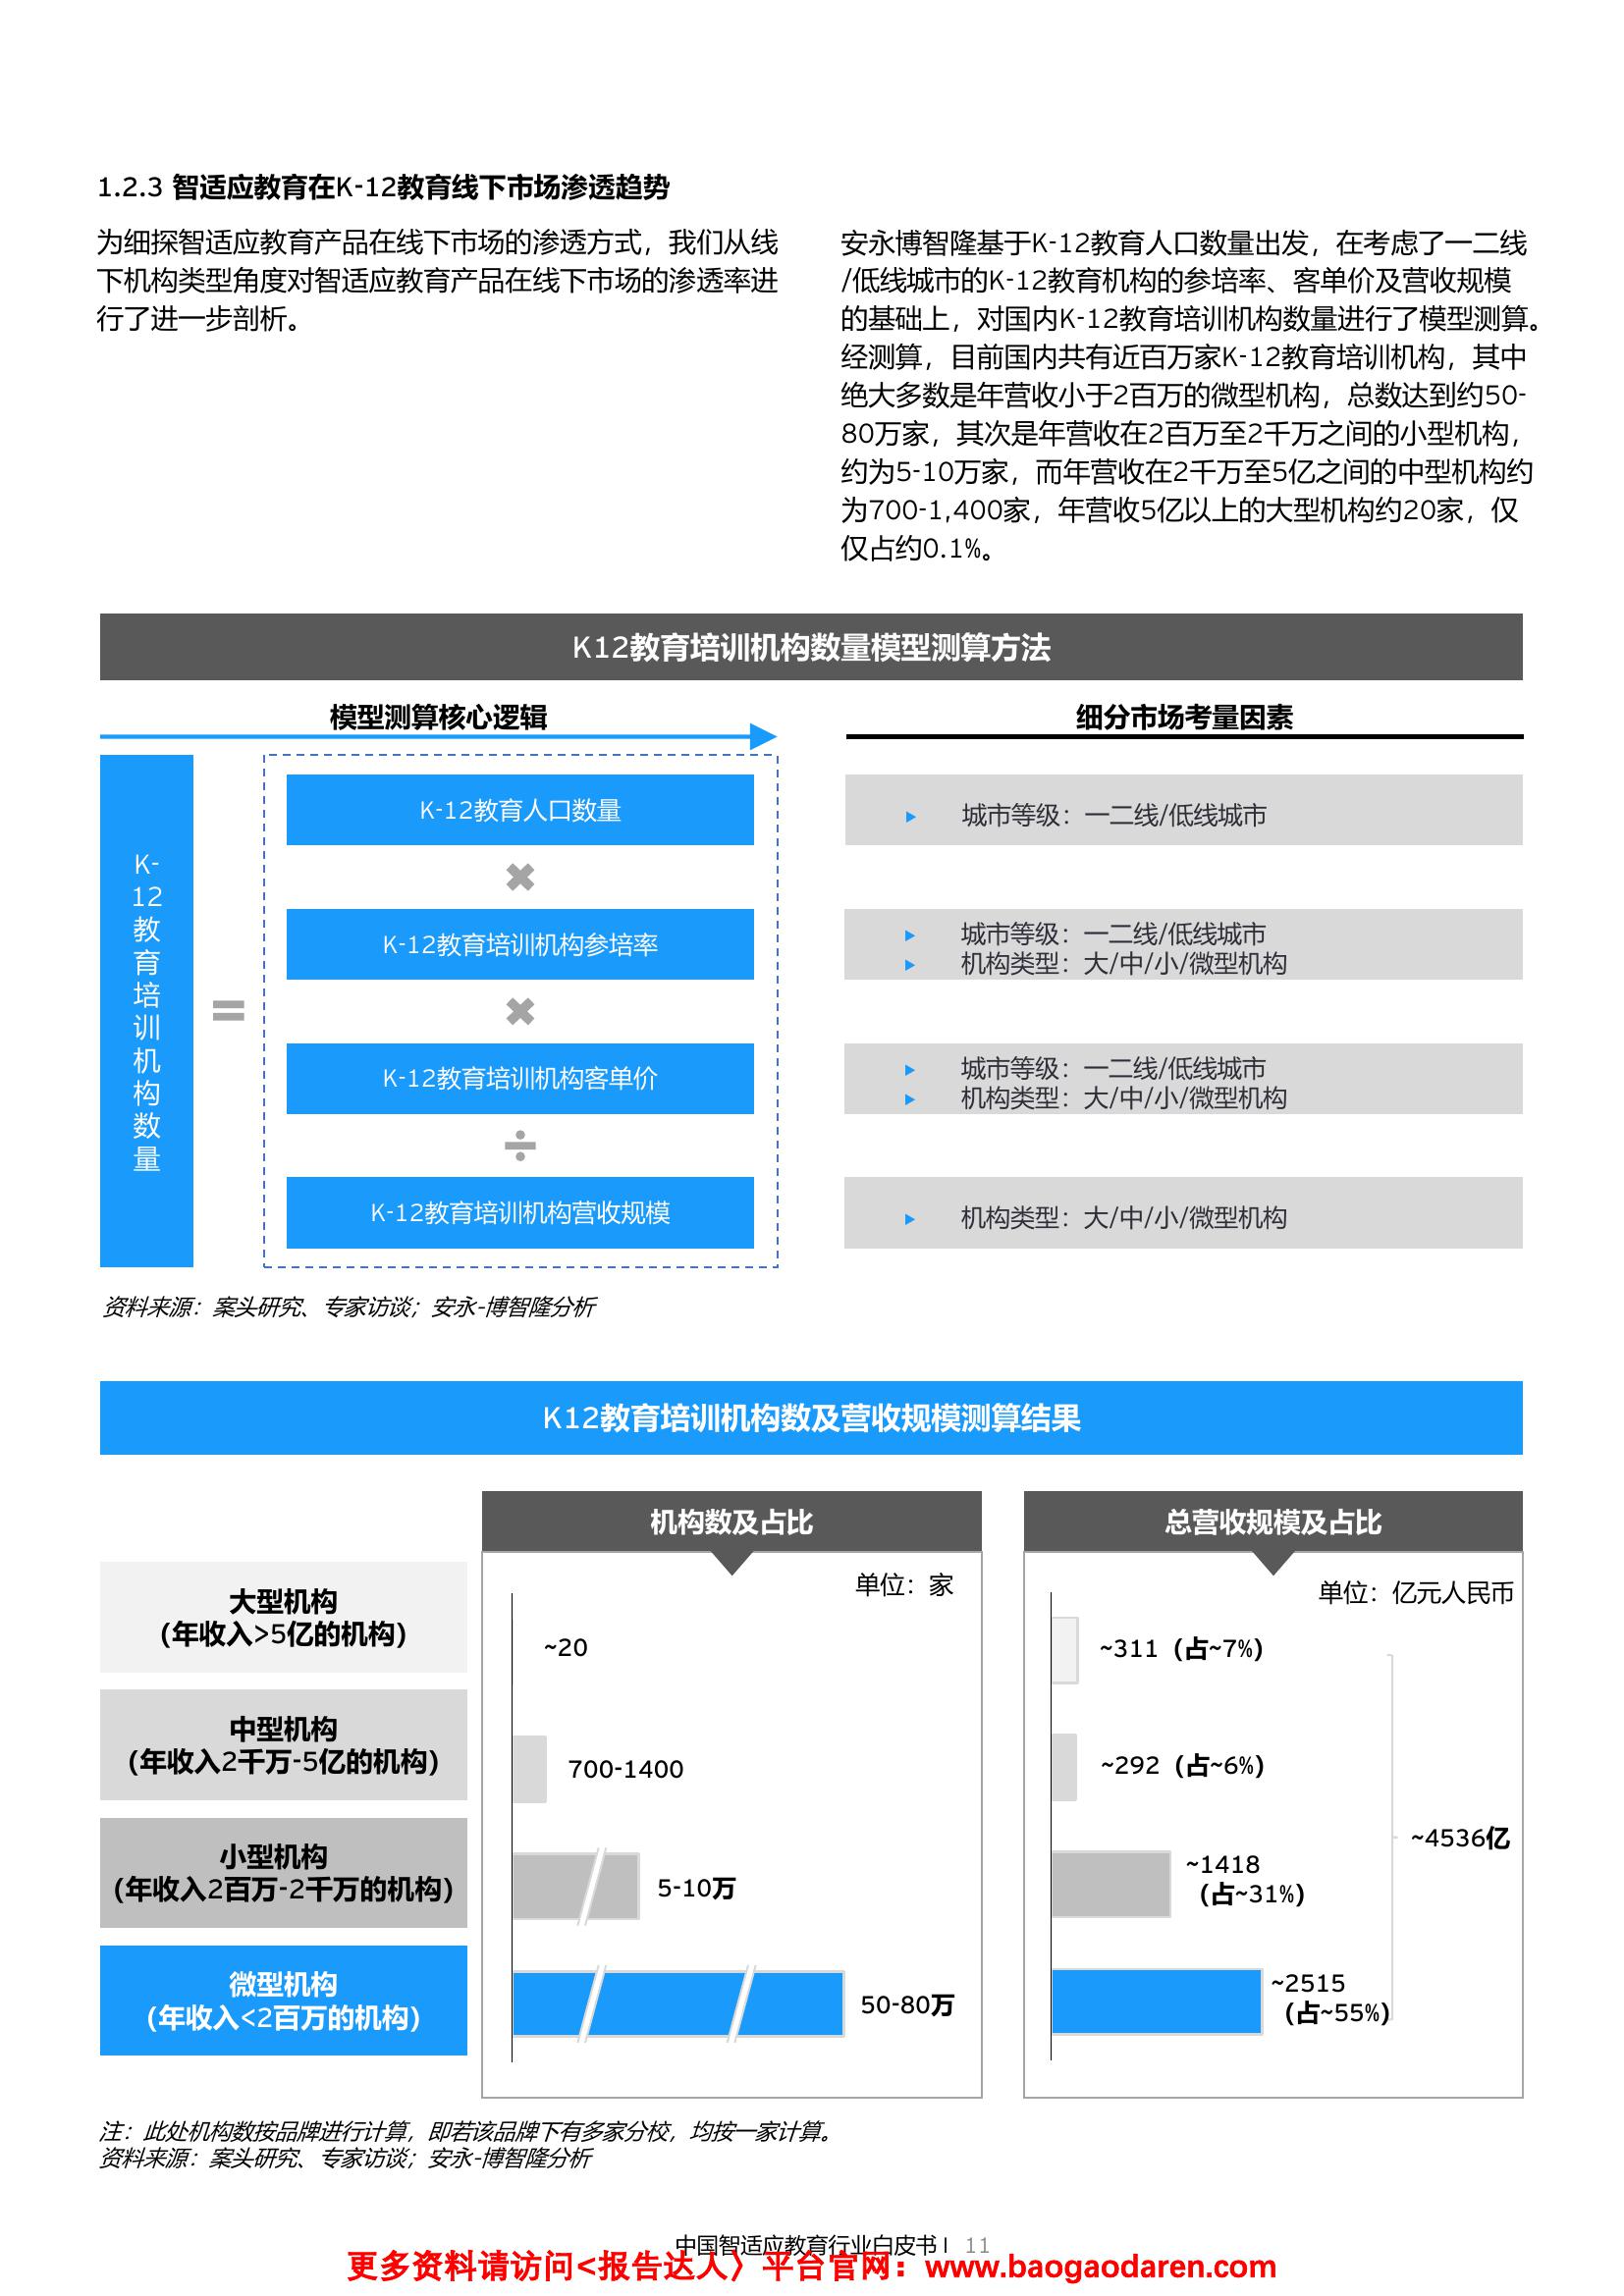 1.2.3 智适应教育在K-12教育线下市场渗透趋势
为细探智适应教育产品在线下市场的渗透方式，我们从线
下机构类型角度对智适应教育产品在线下市场的渗透率进
行了进一步剖析。
安永博智隆基于K-12教育人口数量出发，在考虑了一二线
/低线城市的K-12教育机构的参培率、客单价及营收规模
的基础上，对国内K-12教育培训机构数量进行了模型测算。
经测算，目前国内共有近百万家K-12教育培训机构，其中
绝大多数是年营收小于2百万的微型机构，总数达到约50-
80万家，其次是年营收在2百万至2千万之间的小型机构，
约为5-10万家，而年营收在2千万至5亿之间的中型机构约
为700-1,400家，年营收5亿以上的大型机构约20家，仅
仅占约0.1%。
K12教育培训机构数量模型测算方法
模型测算核心逻辑
细分市场考量因素
K-
12
教
育
培
训
机
构
数
量
=
K-12教育人口数量
✖
K-12教育培训机构参培率
✖
K-12教育培训机构客单价
÷
K-12教育培训机构营收规模
城市等级：一二线/低线城市
城市等级：一二线/低线城市
机构类型：大/中/小/微型机构
城市等级：一二线/低线城市
机构类型：大/中/小/微型机构
机构类型：大/中/小/微型机构
资料来源：案头研究、专家访谈；安永-博智隆分析
K12教育培训机构数及营收规模测算结果
机构数及占比
总营收规模及占比
单位：家
单位：亿元人民币
大型机构
（年收入>5亿的机构）
~20
~311（占~7%）
中型机构
（年收入2千万-5亿的机构）
700-1400
~292（占~6%）
~4536亿
小型机构
（年收入2百万-2千万的机构）
5-10万
~1418
（占~31%）
微型机构
（年收入<2百万的机构）
50-80万
~2515
（占~55%）
注：此处机构数按品牌进行计算，即若该品牌下有多家分校，均按一家计算。
资料来源：案头研究、专家访谈；安永-博智隆分析
中国智适应教育行业白皮书 I 11
更多资料请访问<报告达人〉平台官网：www.baogaodaren.com